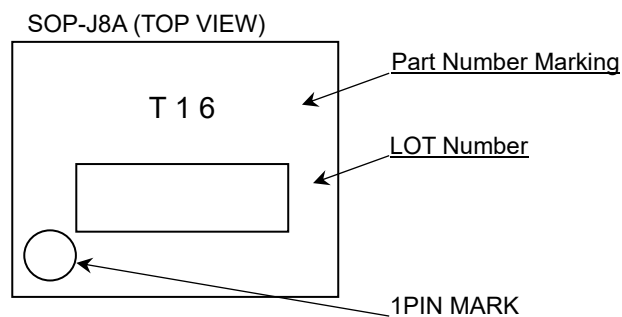 SOP-J8A (TOP VIEW)
Part Number Marking
T 1 6
LOT Number
1PIN MARK